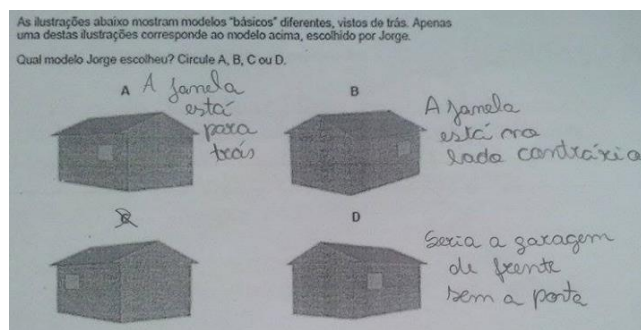 As ilustrações abaixo mostram modelos "básicos" diferentes, vistos de trás. Apenas
uma destas ilustrações corresponde ao modelo acima, escolhido por Jorge.
Qual modelo Jorge escolheu? Circule A, B, C ou D.
A
A janela
está
para
trás
B
A janela
está no
lado contrário
C
D
Seria a garagem
de frente
sem a porta